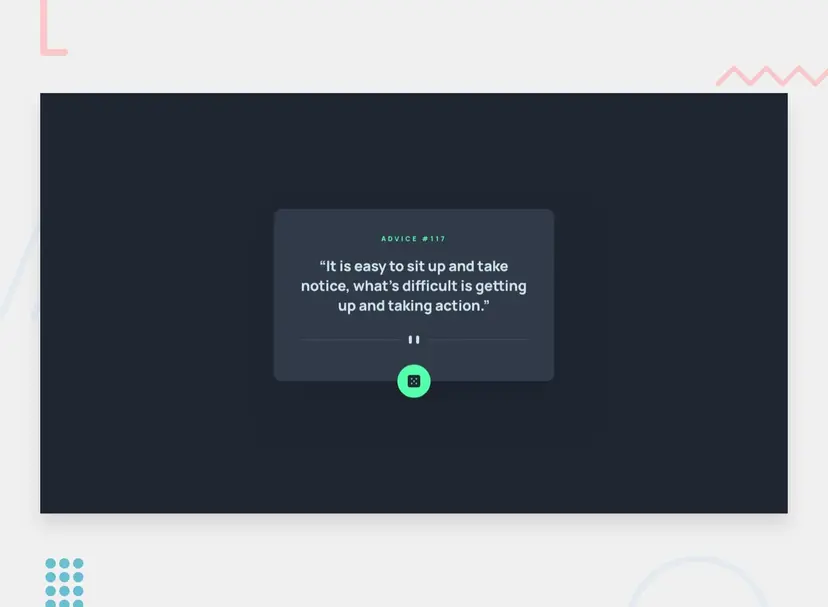 ADVICE #117
“It is easy to sit up and take
notice, what’s difficult is getting
up and taking action.”